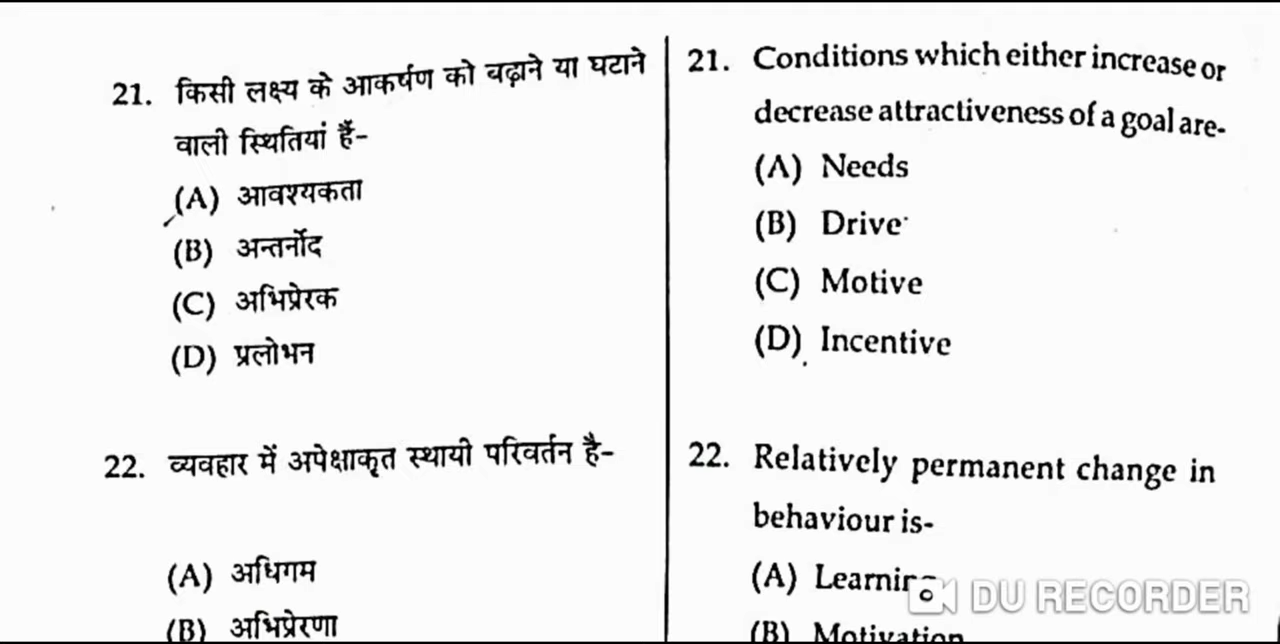 21. किसी लक्ष्य के आकर्षण को बढ़ाने या घटाने
वाली स्थितियां हैं-
(A) आवश्यकता
(B) अन्तर्नोद
(C) अभिप्रेरक
(D) प्रलोभन
22. व्यवहार में अपेक्षाकृत स्थायी परिवर्तन है-
(A) अधिगम
(B) अभिप्रेरणा
21. Conditions which either increase or
decrease attractiveness of a goal are-
(A) Needs
(B) Drive
(C) Motive
(D) Incentive
22. Relatively permanent change in
behaviour is-
(A) Learning
(B) Motivation
DU RECORDER